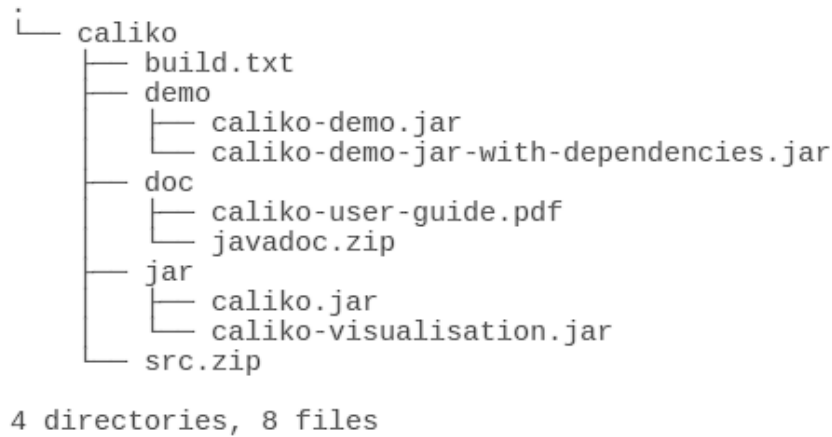 .
└── caliko
    ├── build.txt
    ├── demo
    │   ├── caliko-demo.jar
    │   └── caliko-demo-jar-with-dependencies.jar
    ├── doc
    │   ├── caliko-user-guide.pdf
    │   └── javadoc.zip
    ├── jar
    │   ├── caliko.jar
    │   └── caliko-visualisation.jar
    └── src.zip

4 directories, 8 files